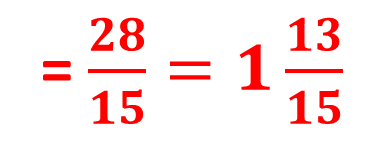 = 28/15 = 1 13/15